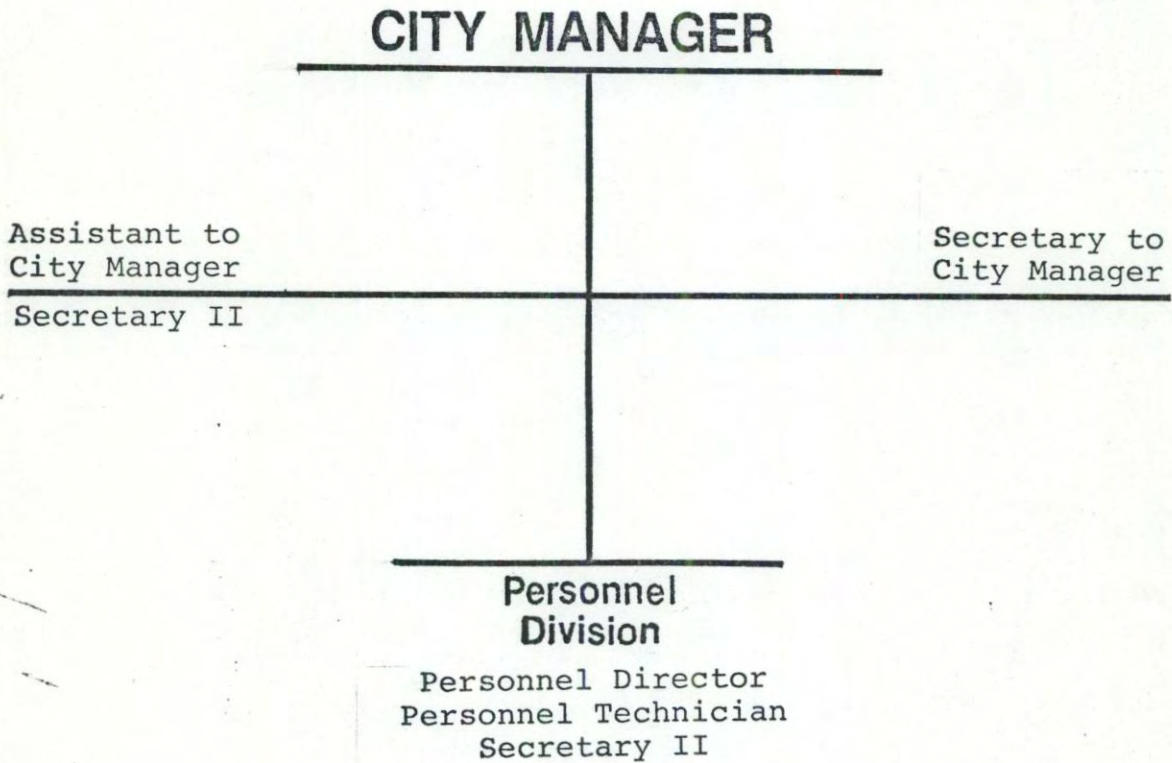 CITY MANAGER
Assistant to
City Manager
Secretary to
City Manager
Secretary II
Personnel
Division
Personnel Director
Personnel Technician
Secretary II